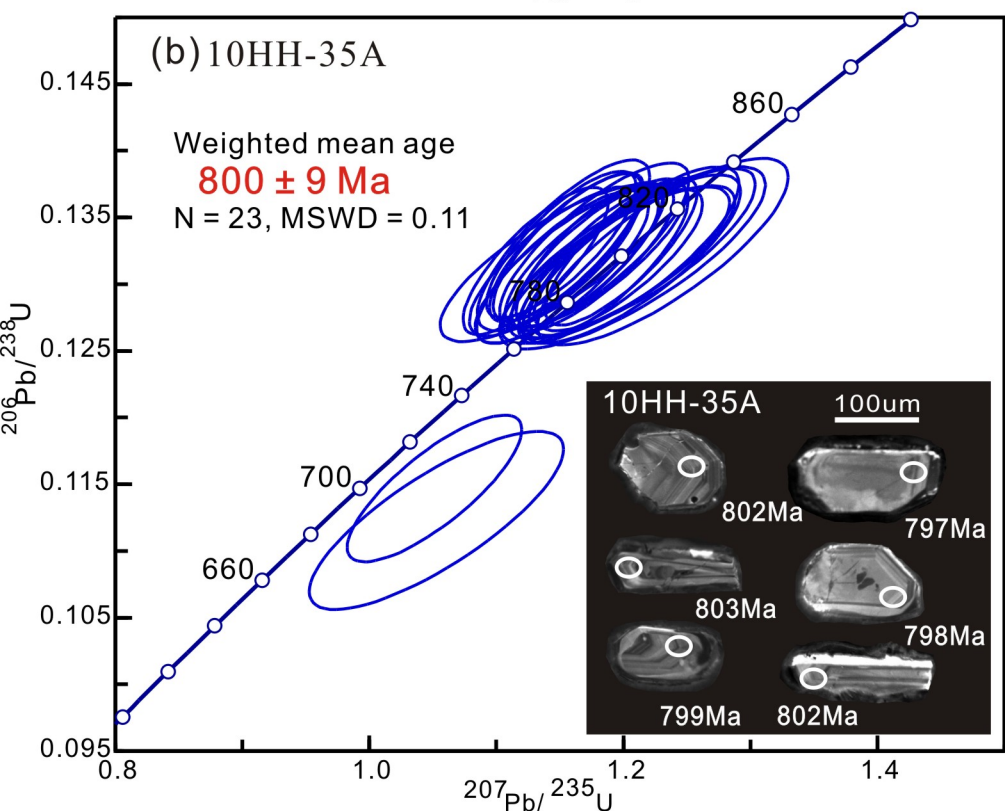 (b) 10HH-35A
Weighted mean age
800 ± 9 Ma
N = 23, MSWD = 0.11
0.145
0.135
0.125
0.115
0.105
0.095
206Pb/238U
860
820
780
740
700
660
10HH-35A
100um
802Ma
797Ma
803Ma
798Ma
799Ma
802Ma
0.8
1.0
1.2
1.4
207Pb/ 235U